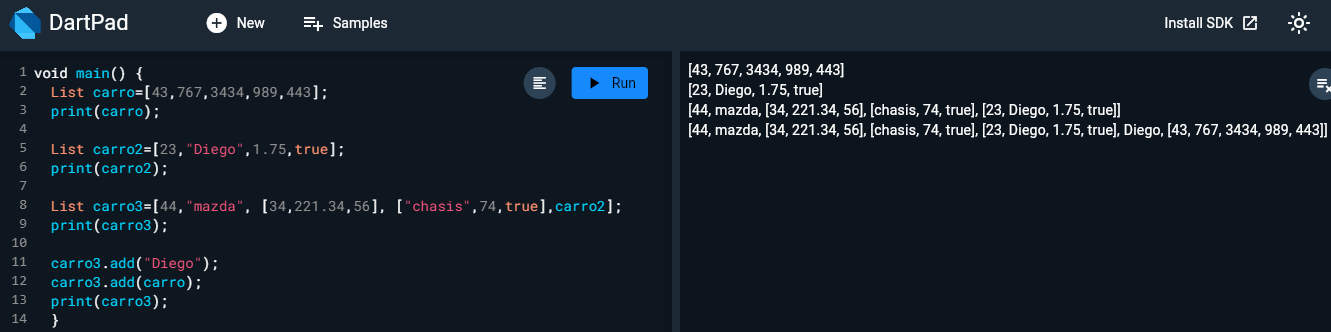 DartPad
New
Samples
Install SDK
1 void main() {
2   List carro=[43,767,3434,989,443];
3   print(carro);
4
5   List carro2=[23,"Diego",1.75,true];
6   print(carro2);
7
8   List carro3=[44,"mazda", [34,221.34,56], ["chasis",74,true],carro2];
9   print(carro3);
10
11   carro3.add("Diego");
12   carro3.add(carro);
13   print(carro3);
14   }
Run
[43, 767, 3434, 989, 443]
[23, Diego, 1.75, true]
[44, mazda, [34, 221.34, 56], [chasis, 74, true], [23, Diego, 1.75, true]]
[44, mazda, [34, 221.34, 56], [chasis, 74, true], [23, Diego, 1.75, true], Diego, [43, 767, 3434, 989, 443]]